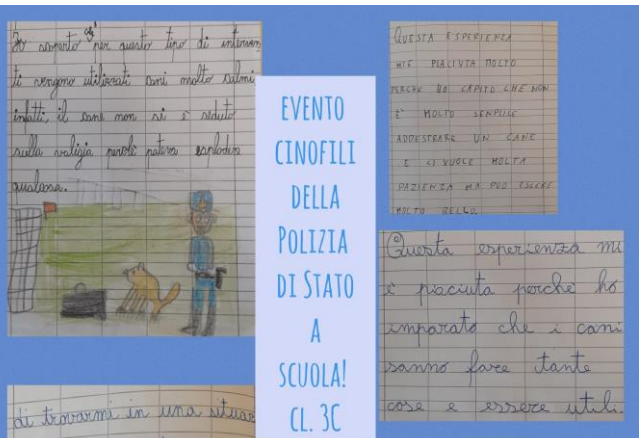 Ho scoperto che per questo tipo di interven
ti vengono utilizzati cani molto calmi,
infatti, il cane non si è seduto
sulla valigia perché poteva esplodere
qualcosa.
di trovarmi in una situaz
EVENTO
CINOFILI
DELLA
POLIZIA
DI STATO
A
SCUOLA!
CL. 3C
QUESTA ESPERIENZA
MIE PIACIUTA MOLTO
PERCHE HO CAPITO CHE NON
E' MOLTO SEMPLICE
ADDESTRARE UN CANE
E CI VUOLE MOLTA
PAZIENZA MA PUÒ ESSERE
MOLTO BELLO.
Questa esperienza mi
è piaciuta perché ho
imparato che i cani
sanno fare tante
cose e essere utili.